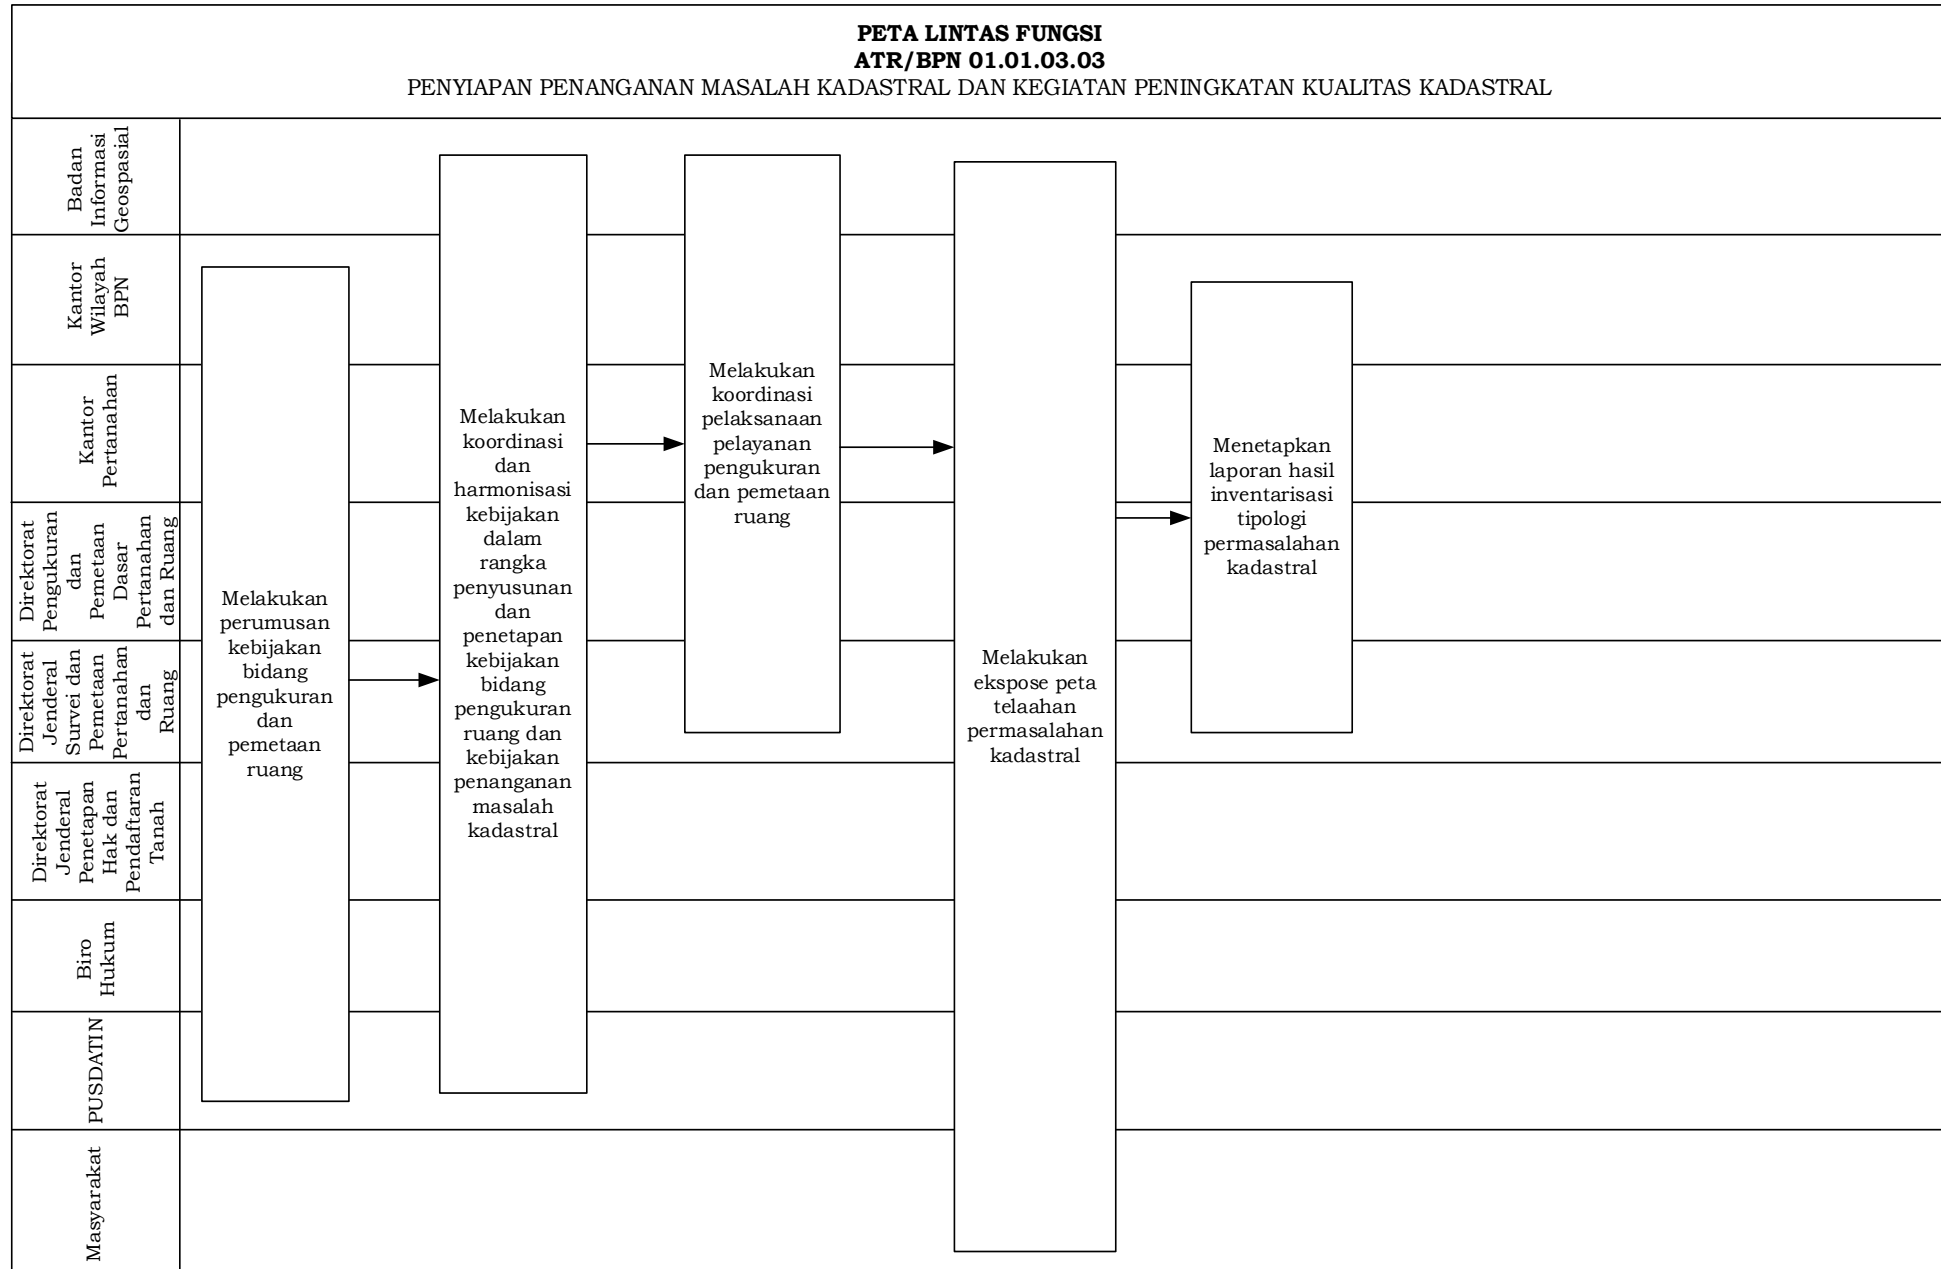 PETA LINTAS FUNGSI
ATR/BPN 01.01.03.03
PENYIAPAN PENANGANAN MASALAH KADASTRAL DAN KEGIATAN PENINGKATAN KUALITAS KADASTRAL
Badan
Informasi
Geospasial
Kantor
Wilayah
BPN
Kantor
Pertanahan
Direktorat
Pengukuran
dan
Pemetaan
Dasar
Pertanahan
dan Ruang
Direktorat
Jenderal
Survei dan
Pemetaan
Pertanahan
dan
Ruang
Direktorat
Jenderal
Penetapan
Hak dan
Pendaftaran
Tanah
Biro
Hukum
PUSDATIN
Masyarakat
Melakukan
perumusan
kebijakan
bidang
pengukuran
dan
pemetaan
ruang
Melakukan
koordinasi
dan
harmonisasi
kebijakan
dalam
rangka
penyusunan
dan
penetapan
kebijakan
bidang
pengukuran
ruang dan
kebijakan
penanganan
masalah
kadastral
Melakukan
koordinasi
pelaksanaan
pelayanan
pengukuran
dan pemetaan
ruang
Melakukan
ekspose peta
telaahan
permasalahan
kadastral
Menetapkan
laporan hasil
inventarisasi
tipologi
permasalahan
kadastral